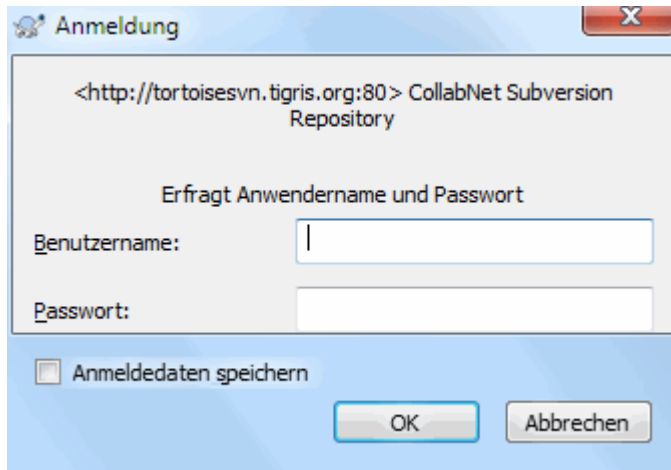 Anmeldung
<http://tortoisesvn.tigris.org:80> CollabNet Subversion
Repository
Erfragt Anwendername und Passwort
Benutzername:
Passwort:
Anmeldedaten speichern
OK Abbrechen